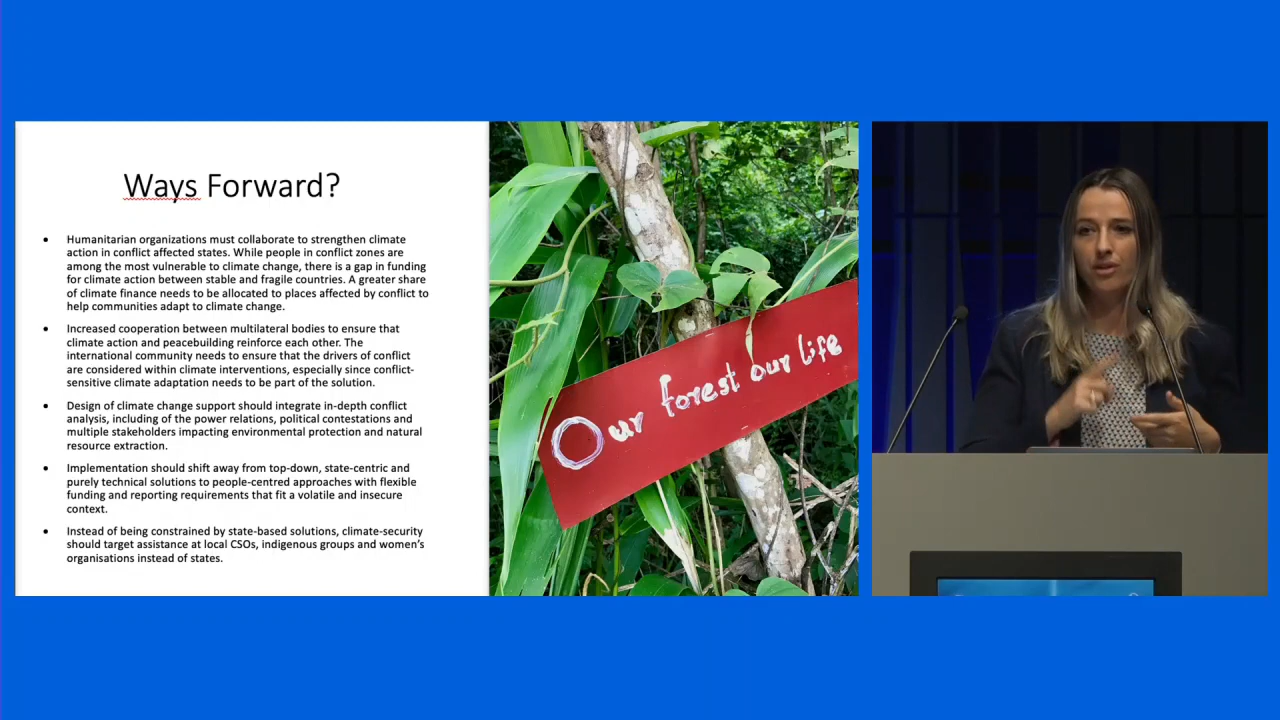 Ways Forward?
• Humanitarian organizations must collaborate to strengthen climate
action in conflict affected states. While people in conflict zones are
among the most vulnerable to climate change, there is a gap in funding
for climate action between stable and fragile countries. A greater share
of climate finance needs to be allocated to places affected by conflict to
help communities adapt to climate change.
• Increased cooperation between multilateral bodies to ensure that
climate action and peacebuilding reinforce each other. The
international community needs to ensure that the drivers of conflict
are considered within climate interventions, especially since conflict-
sensitive climate adaptation needs to be part of the solution.
• Design of climate change support should integrate in-depth conflict
analysis, including of the power relations, political contestations and
multiple stakeholders impacting environmental protection and natural
resource extraction.
• Implementation should shift away from top-down, state-centric and
purely technical solutions to people-centred approaches with flexible
funding and reporting requirements that fit a volatile and insecure
context.
• Instead of being constrained by state-based solutions, climate-security
should target assistance at local CSOs, indigenous groups and women's
organisations instead of states.
Our forest our life